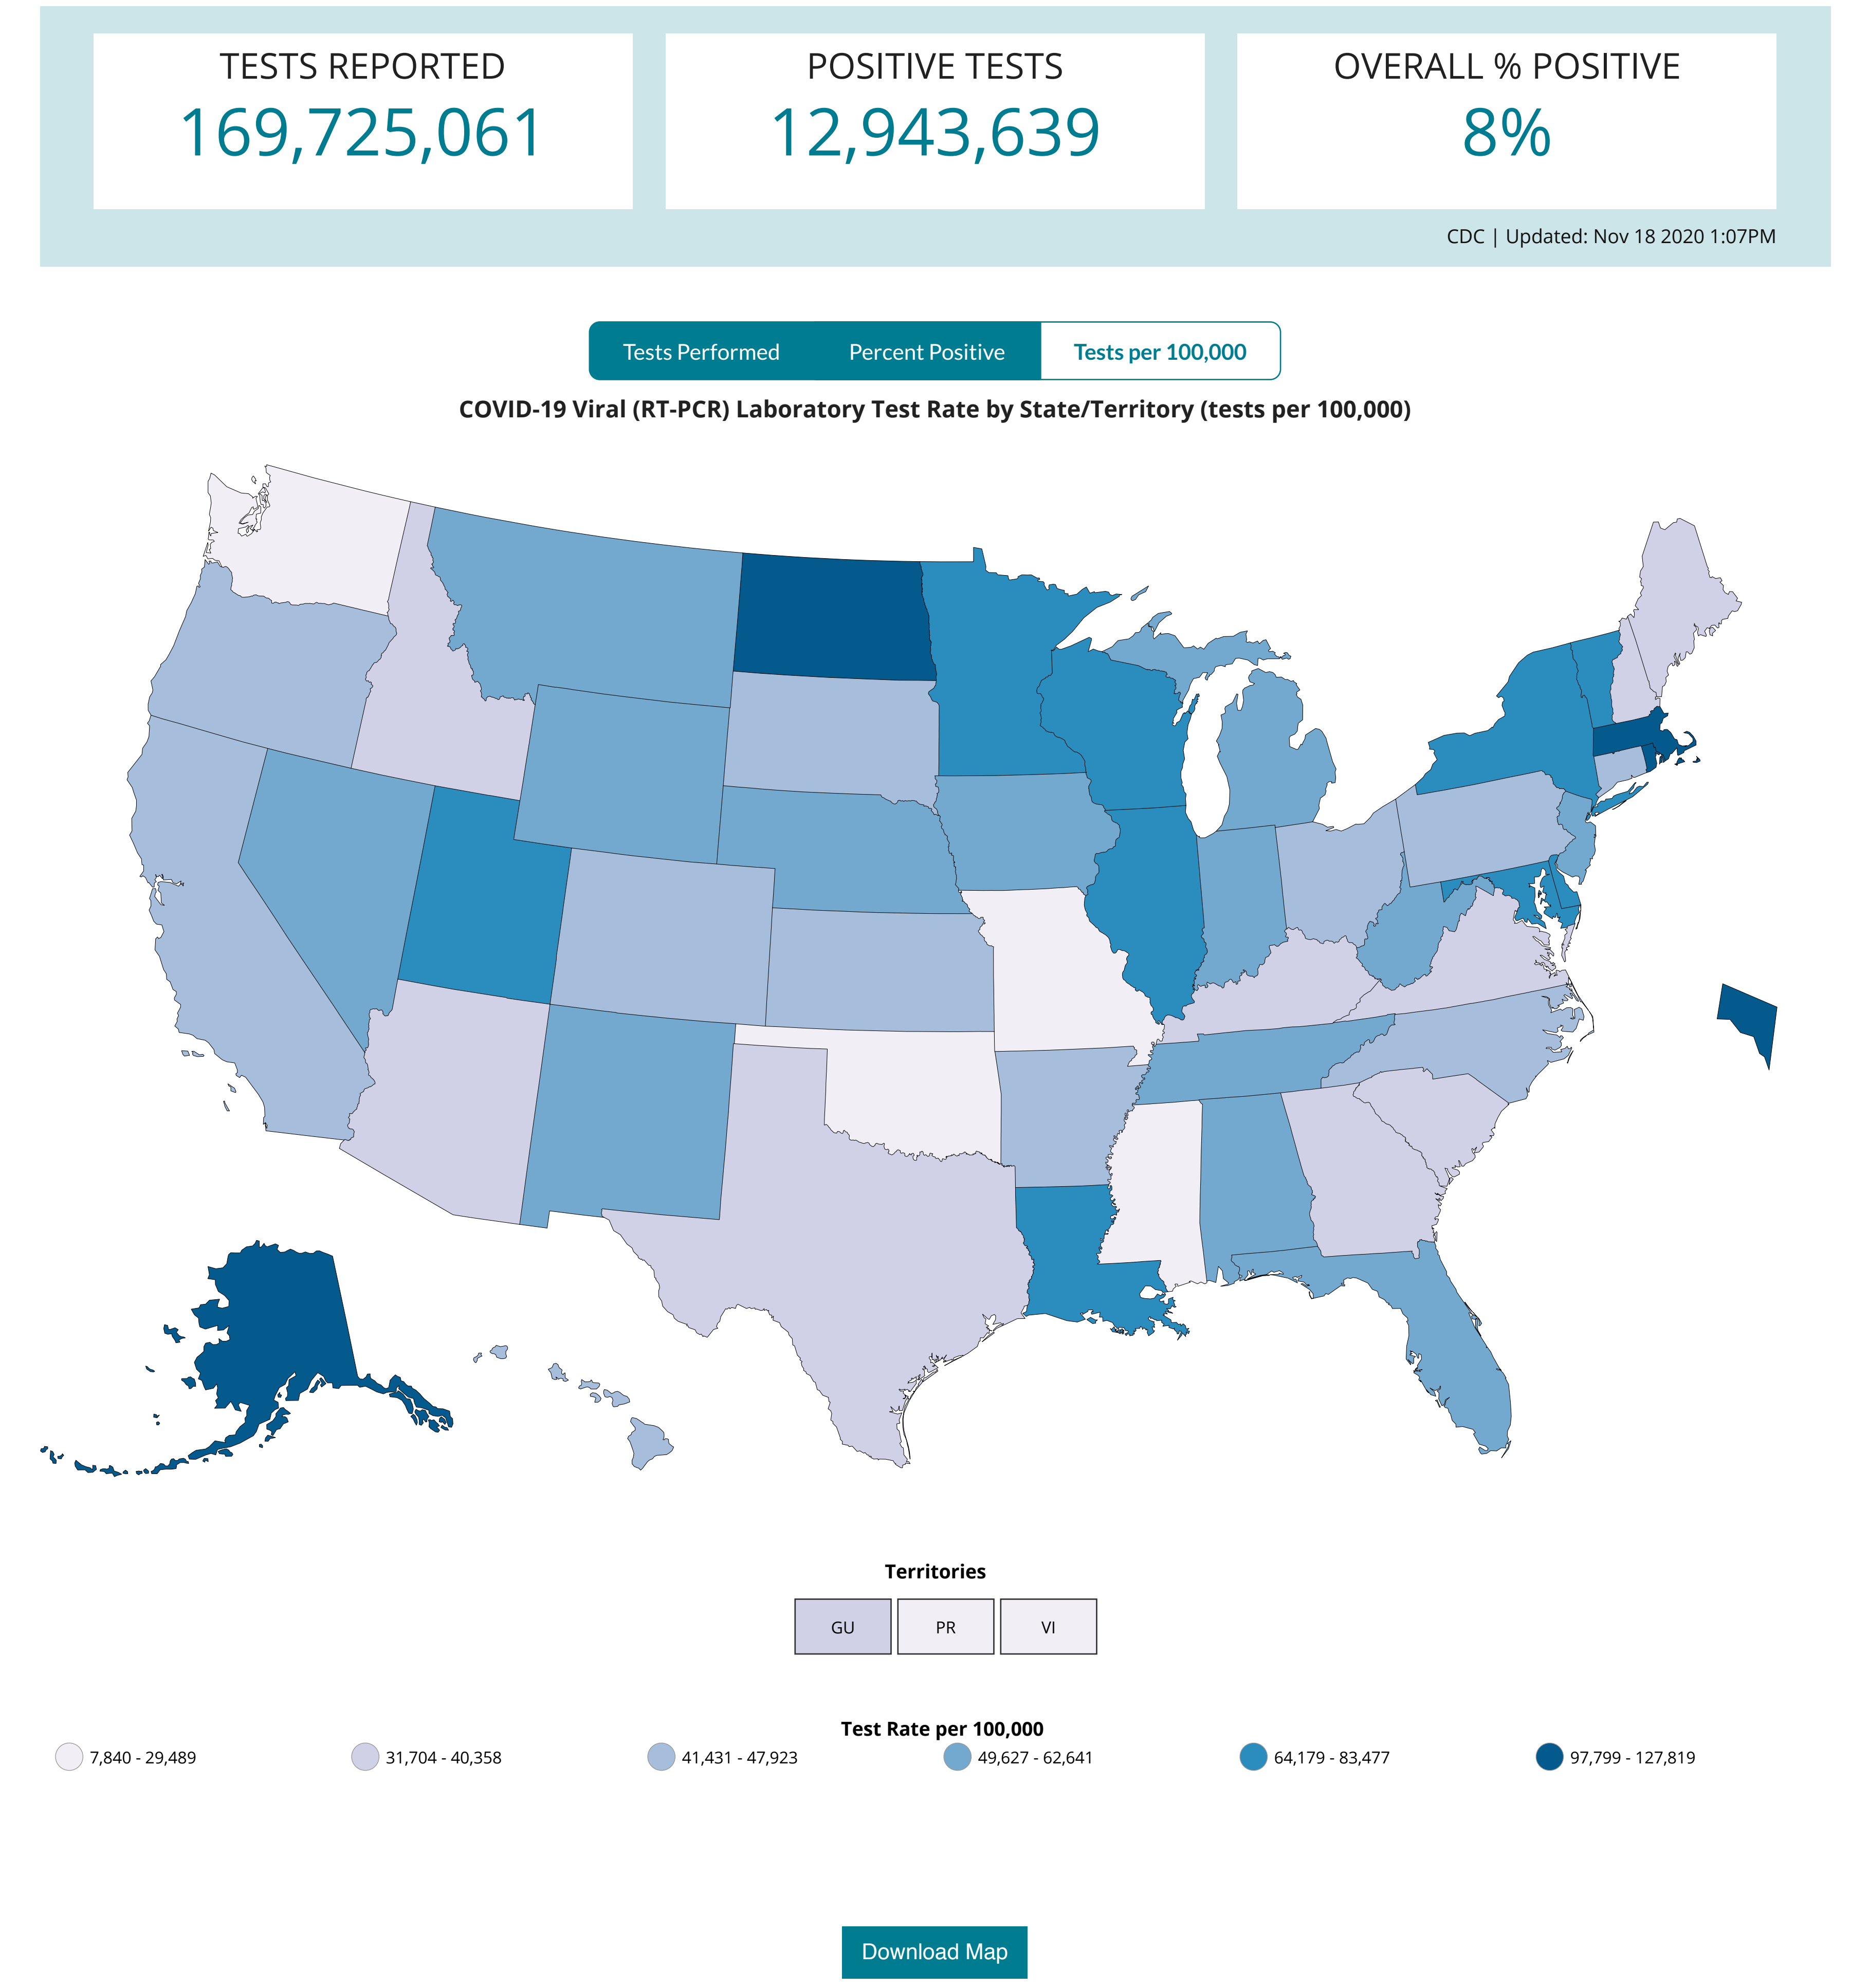 TESTS REPORTED
169,725,061
POSITIVE TESTS
12,943,639
OVERALL % POSITIVE
8%
CDC | Updated: Nov 18 2020 1:07PM
Tests Performed
Percent Positive
Tests per 100,000
COVID-19 Viral (RT-PCR) Laboratory Test Rate by State/Territory (tests per 100,000)
Territories
GU
PR
VI
Test Rate per 100,000
7,840 - 29,489
31,704 - 40,358
41,431 - 47,923
49,627 - 62,641
64,179 - 83,477
97,799 - 127,819
Download Map